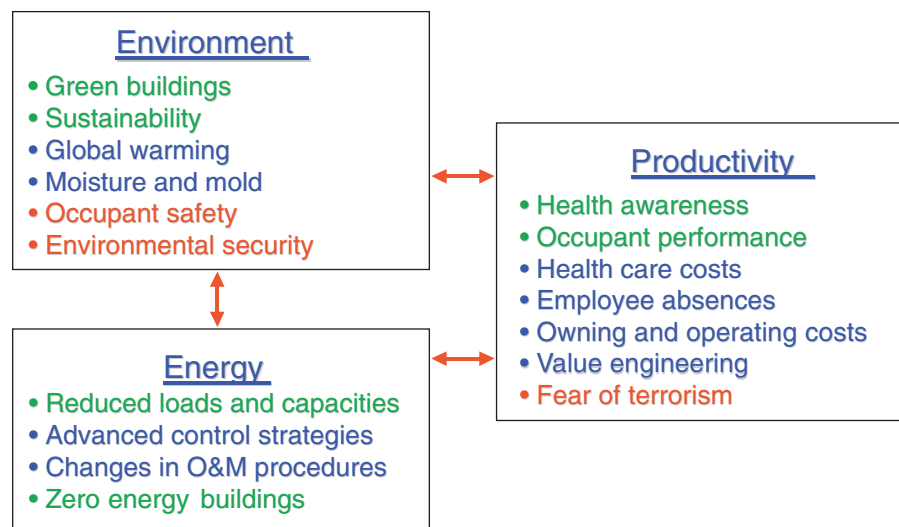 Environment
• Green buildings
• Sustainability
• Global warming
• Moisture and mold
• Occupant safety
• Environmental security
Productivity
• Health awareness
• Occupant performance
• Health care costs
• Employee absences
• Owning and operating costs
• Value engineering
• Fear of terrorism
Energy
• Reduced loads and capacities
• Advanced control strategies
• Changes in O&M procedures
• Zero energy buildings